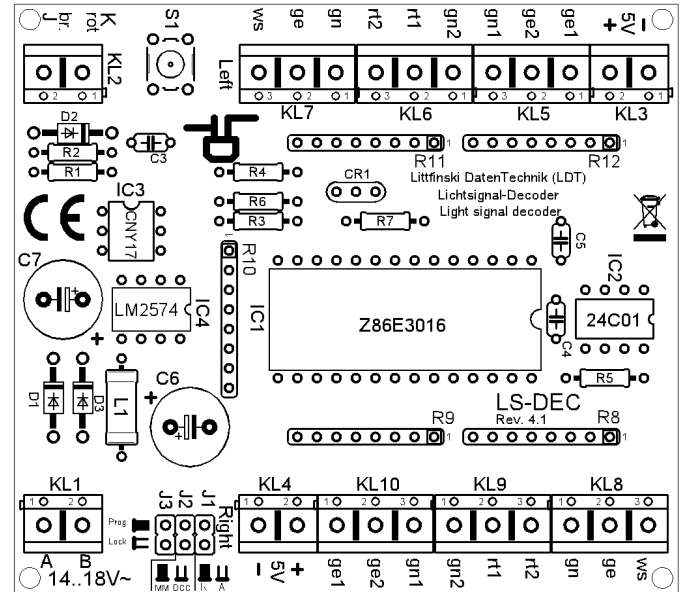 J br. rot K
KL2
S1
Left
ws ge gn rt2 rt1 gn2 gn1 ge2 ge1 + 5V -
2 1 3 2 1 3 2 1 3 2 1 2 1
KL7 KL6 KL5 KL3
D2
R2
R1
C3
R11 1
R12 1
R4
R6
R3
CR1
R7
Littfinski DatenTechnik (LDT)
Lichtsignal-Decoder
Light signal decoder
CE
IC3
CNY17
C7
+
LM2574
IC4
1
R10
IC1
Z86E3016
C5
IC2
24C01
C4
R5
D1
D3
L1
+
C6
LS-DEC
Rev. 4.1
R9 1
R8 1
KL1 KL4 KL10 KL9 KL8
1 2 1 2 1 2 3 1 2 3 1 2 3
J3 J2 J1
Right
Prog.
Lock
A B
14..18V~
MM DCC A
- 5V + ge1 ge2 gn1 gn2 rt1 rt2 gn ge ws